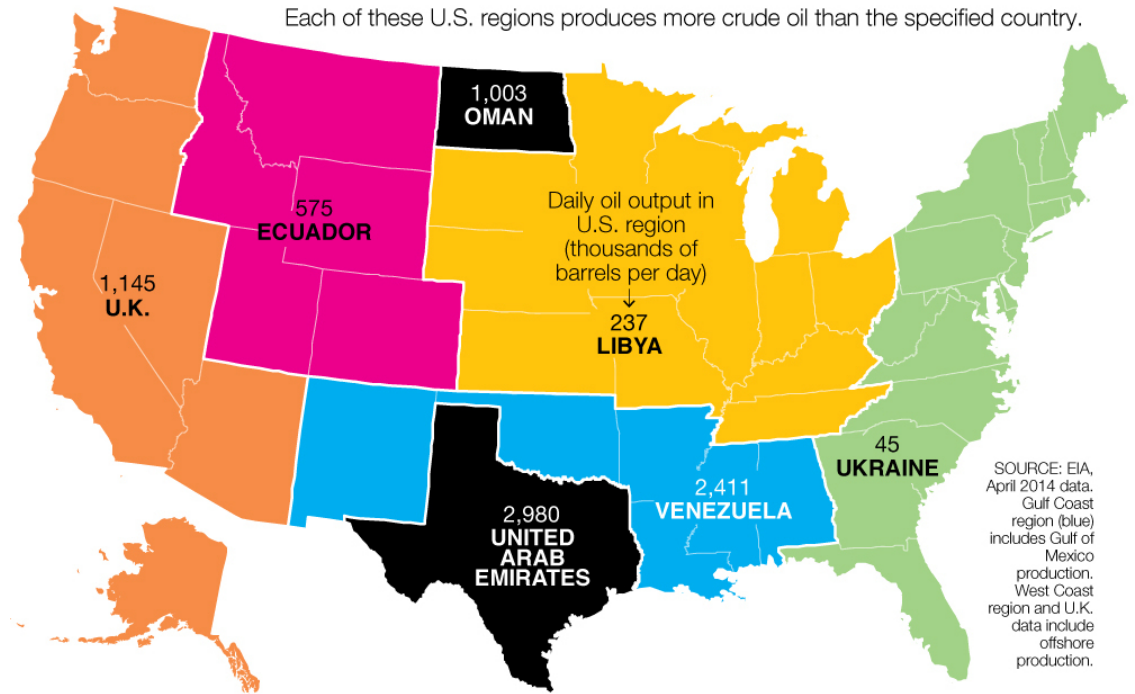 Each of these U.S. regions produces more crude oil than the specified country.
1,003
OMAN
575
ECUADOR
Daily oil output in
U.S. region
(thousands of
barrels per day)
237
LIBYA
1,145
U.K.
45
UKRAINE
2,411
VENEZUELA
2,980
UNITED
ARAB
EMIRATES
SOURCE: EIA,
April 2014 data.
Gulf Coast
region (blue)
includes Gulf of
Mexico
production.
West Coast
region and U.K.
data include
offshore
production.